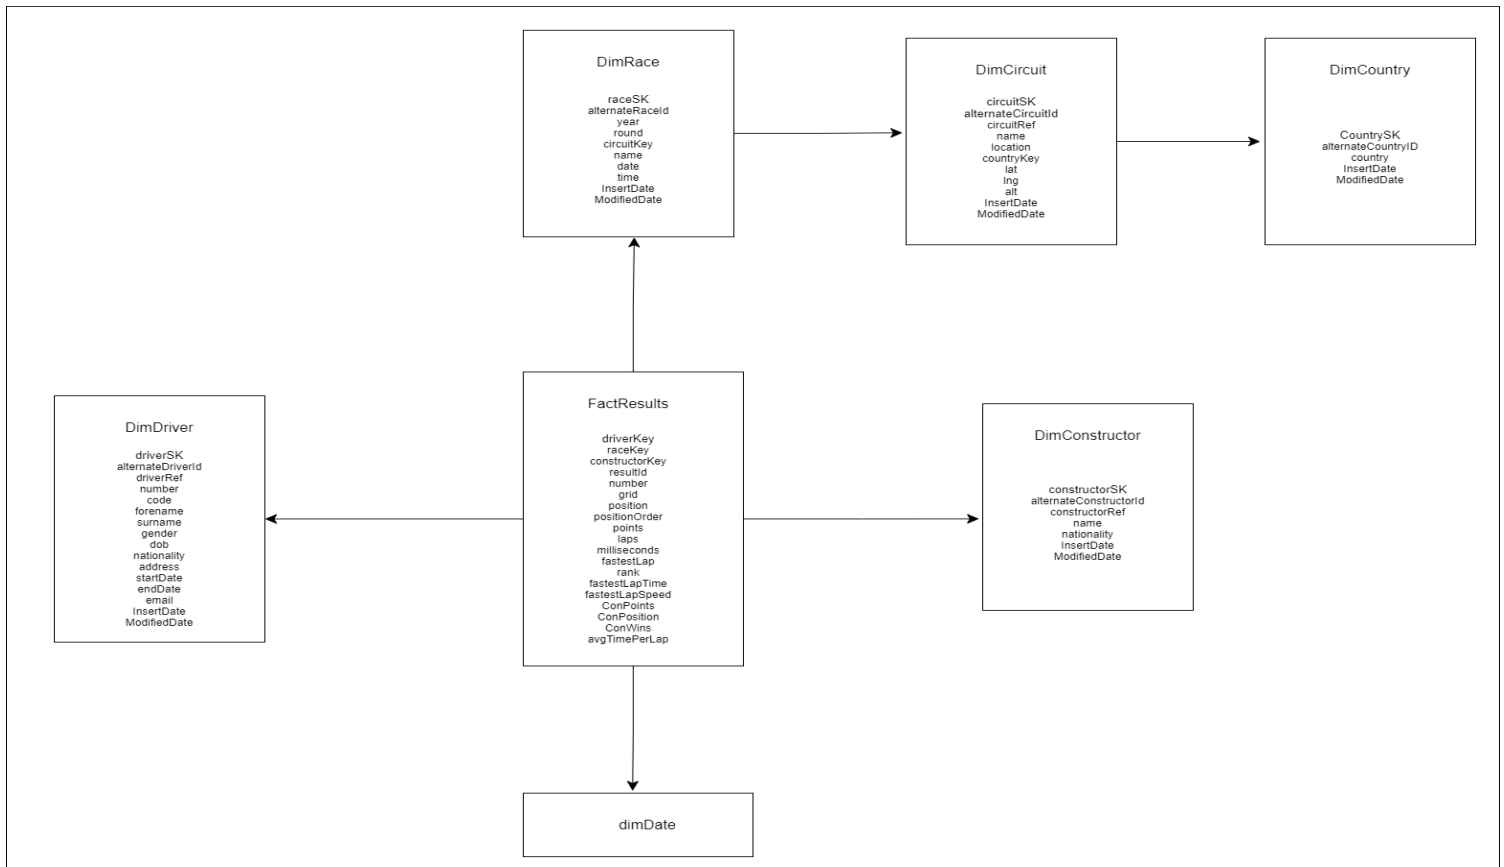 DimRace
raceSK
alternateRaceId
year
round
circuitKey
name
date
time
InsertDate
ModifiedDate
DimCircuit
circuitSK
alternateCircuitId
circuitRef
name
location
countryKey
lat
lng
alt
InsertDate
ModifiedDate
DimCountry
CountrySK
alternateCountryID
country
InsertDate
ModifiedDate
DimDriver
driverSK
alternateDriverId
driverRef
number
code
forename
surname
gender
dob
nationality
address
startDate
endDate
email
InsertDate
ModifiedDate
FactResults
driverKey
raceKey
constructorKey
resultId
number
grid
position
positionOrder
points
laps
milliseconds
fastestLap
rank
fastestLapTime
fastestLapSpeed
ConPoints
ConPosition
ConWins
avgTimePerLap
DimConstructor
constructorSK
alternateConstructorId
constructorRef
name
nationality
InsertDate
ModifiedDate
dimDate